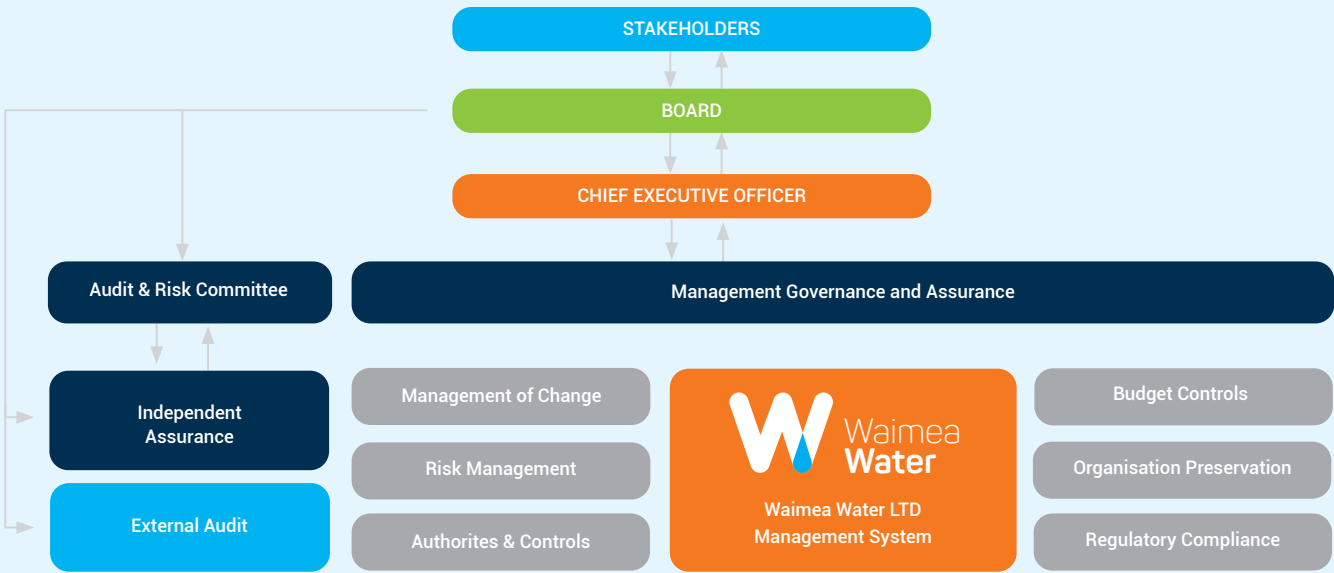 STAKEHOLDERS
BOARD
CHIEF EXECUTIVE OFFICER
Audit & Risk Committee
Management Governance and Assurance
Independent
Assurance
External Audit
Management of Change
Risk Management
Authorites & Controls
Waimea
Water
Waimea Water LTD
Management System
Budget Controls
Organisation Preservation
Regulatory Compliance